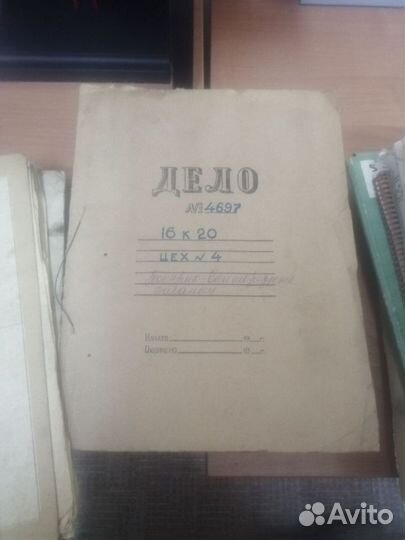 ДЕЛО
№ 4697
16 к 20
ЦЕХ № 4
Начато
Окончено
Avito